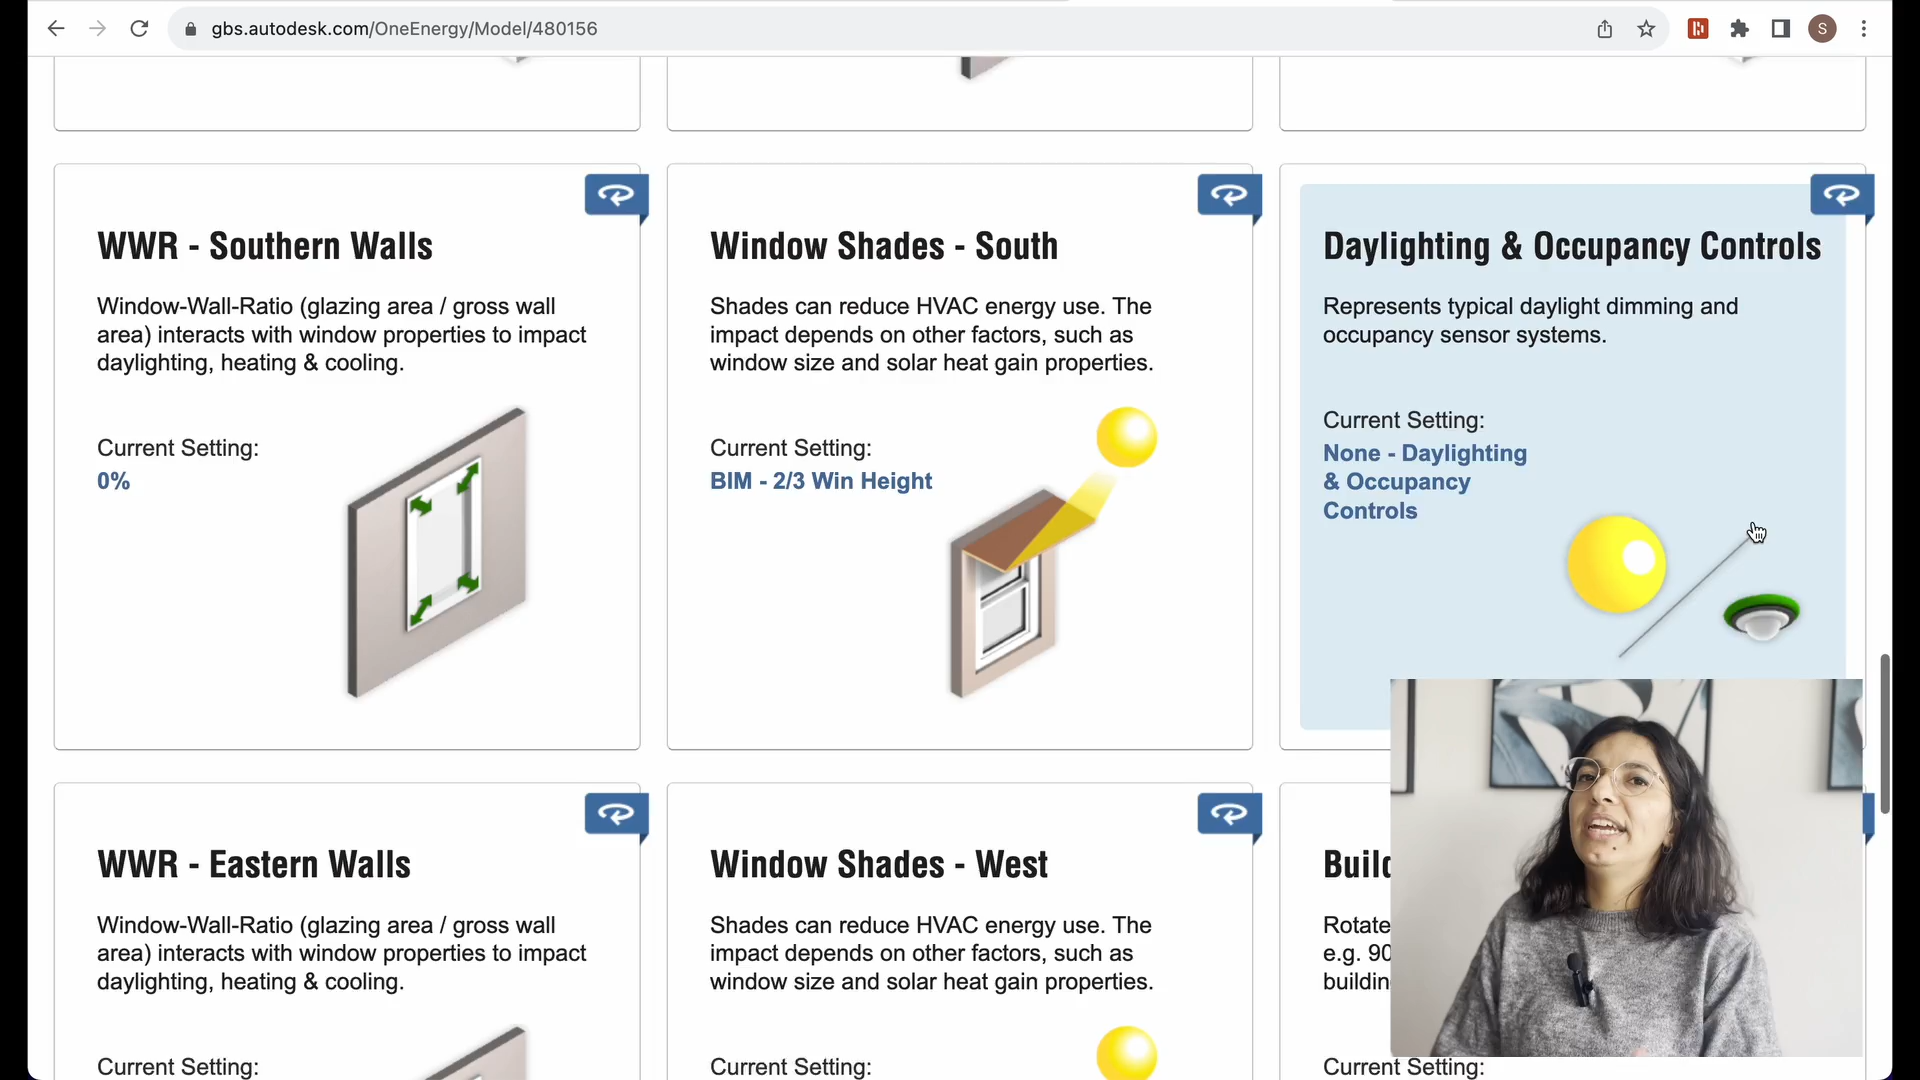 gbs.autodesk.com/OneEnergy/Model/480156
S
WWR - Southern Walls
Window-Wall-Ratio (glazing area / gross wall
area) interacts with window properties to impact
daylighting, heating & cooling.
Current Setting:
0%
Window Shades - South
Shades can reduce HVAC energy use. The
impact depends on other factors, such as
window size and solar heat gain properties.
Current Setting:
BIM - 2/3 Win Height
Daylighting & Occupancy Controls
Represents typical daylight dimming and
occupancy sensor systems.
Current Setting:
None - Daylighting
& Occupancy
Controls
WWR - Eastern Walls
Window-Wall-Ratio (glazing area / gross wall
area) interacts with window properties to impact
daylighting, heating & cooling.
Current Setting:
Window Shades - West
Shades can reduce HVAC energy use. The
impact depends on other factors, such as
window size and solar heat gain properties.
Current Setting:
Build
Rotate
e.g. 90
buildin
Current Setting: